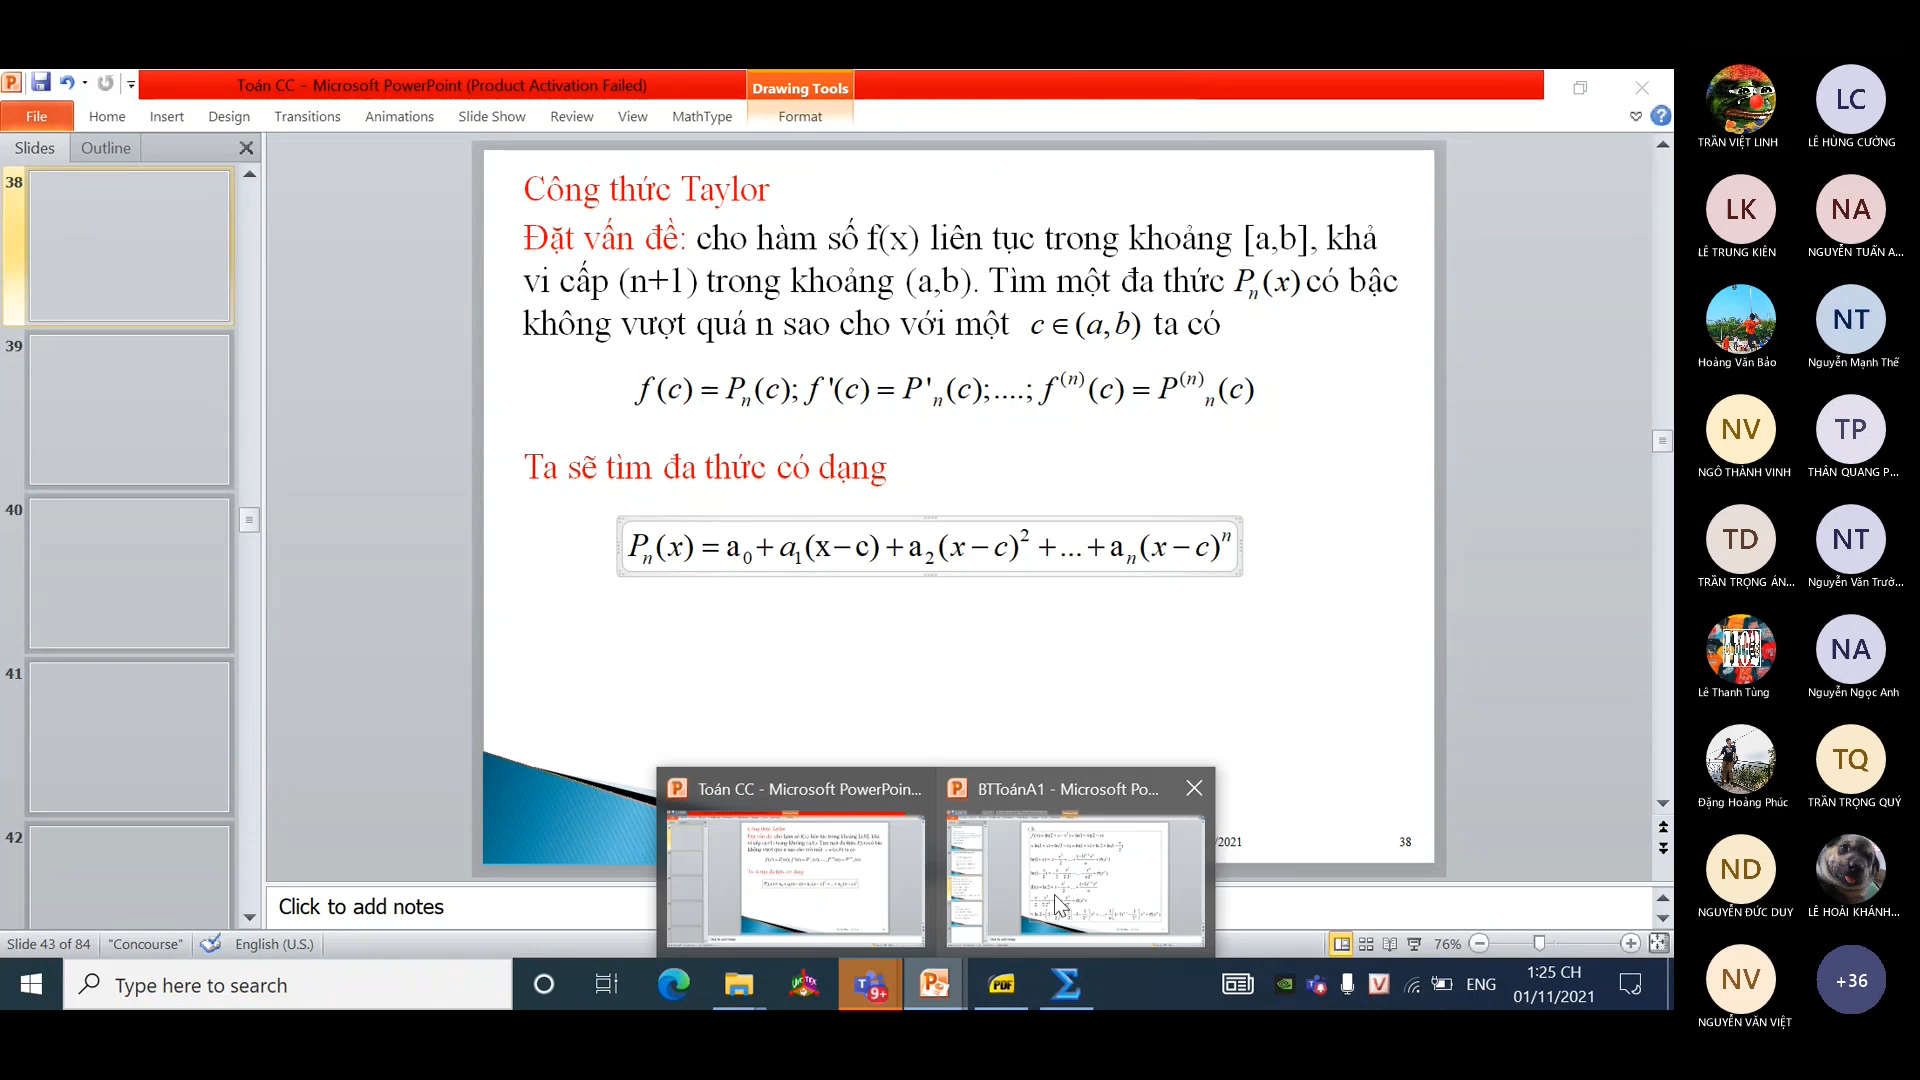 Toán CC - Microsoft PowerPoint (Product Activation Failed)
Drawing Tools
File Home Insert Design Transitions Animations Slide Show Review View MathType Format
Slides Outline
38
39
40
41
42
Công thức Taylor
Đặt vấn đề: cho hàm số f(x) liên tục trong khoảng [a,b], khả
vi cấp (n+1) trong khoảng (a,b). Tìm một đa thức Pₙ(x) có bậc
không vượt quá n sao cho với một c ∈ (a, b) ta có
f(c) = Pₙ(c); f '(c) = P'ₙ(c);....; f⁽ⁿ⁾(c) = P⁽ⁿ⁾ₙ(c)
Ta sẽ tìm đa thức có dạng
Pₙ(x) = a₀ + a₁(x−c) + a₂(x−c)² + ... + aₙ(x−c)ⁿ
/2021 38
Toán CC - Microsoft PowerPoin...
BTToánA1 - Microsoft Po...
Click to add notes
Slide 43 of 84 "Concourse" English (U.S.) 76%
Type here to search
9+
PDF
ENG
1:25 CH
01/11/2021
TRẦN VIỆT LINH
LC
LÊ HÙNG CƯỜNG
LK
LÊ TRUNG KIÊN
NA
NGUYỄN TUẤN A...
Hoàng Văn Bảo
NT
Nguyễn Mạnh Thế
NV
NGÔ THÀNH VINH
TP
THÂN QUANG P...
TD
TRẦN TRỌNG ÁN...
NT
Nguyễn Văn Trườ...
Lê Thanh Tùng
NA
Nguyễn Ngọc Anh
Đặng Hoàng Phúc
TQ
TRẦN TRỌNG QUÝ
ND
NGUYỄN ĐỨC DUY
LÊ HOÀI KHÁNH...
NV
NGUYỄN VĂN VIỆT
+36